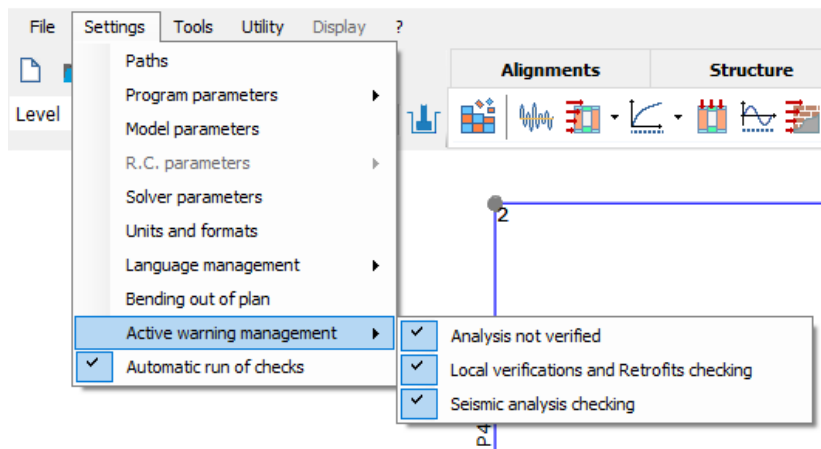 File Settings Tools Utility Display ?
Paths
Alignments Structure
Program parameters
Level
Model parameters
R.C. parameters
Solver parameters
2
Units and formats
Language management
Bending out of plan
Active warning management
Analysis not verified
Automatic run of checks
Local verifications and Retrofits checking
Seismic analysis checking
P4